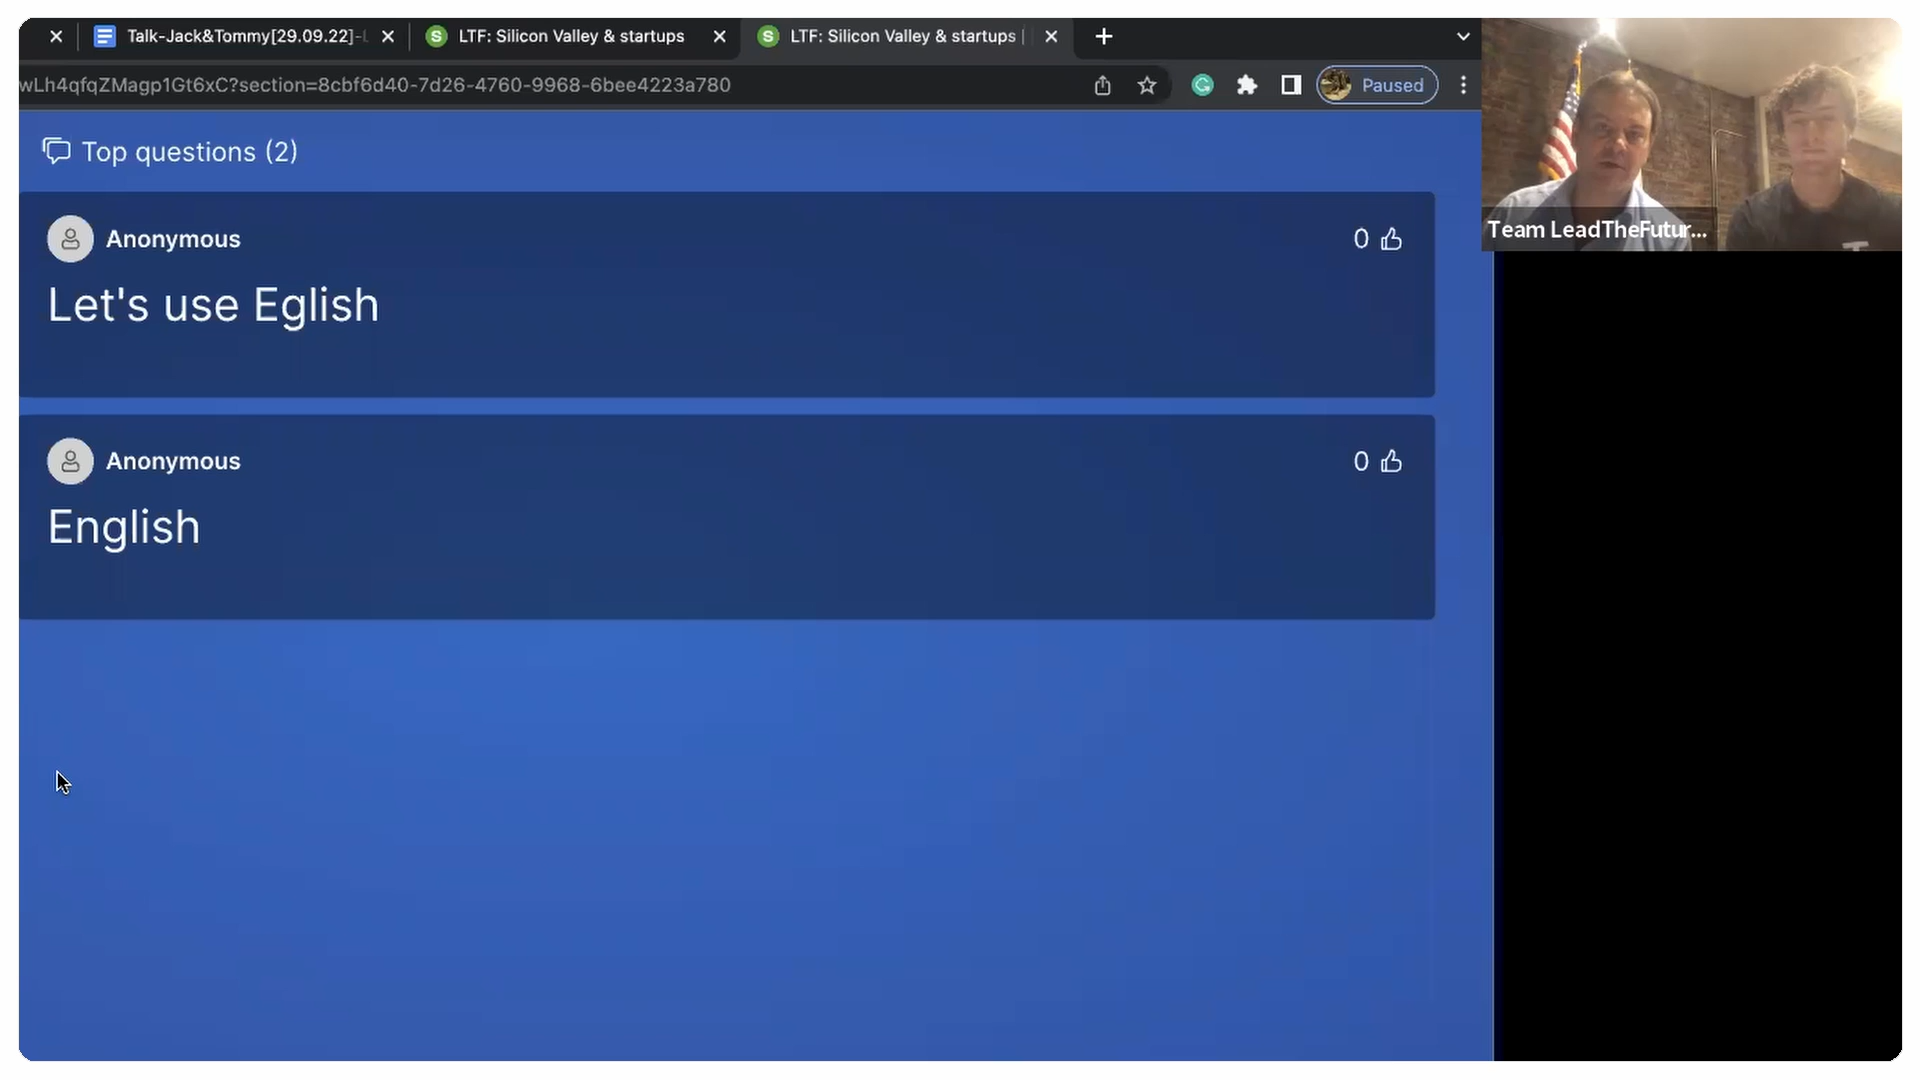 Talk-Jack&Tommy[29.09.22]-
LTF: Silicon Valley & startups
LTF: Silicon Valley & startups |
wLh4qfqZMagp1Gt6xC?section=8cbf6d40-7d26-4760-9968-6bee4223a780
Paused
Top questions (2)
Anonymous
0
Let's use Eglish
Anonymous
0
English
Team LeadTheFutur...